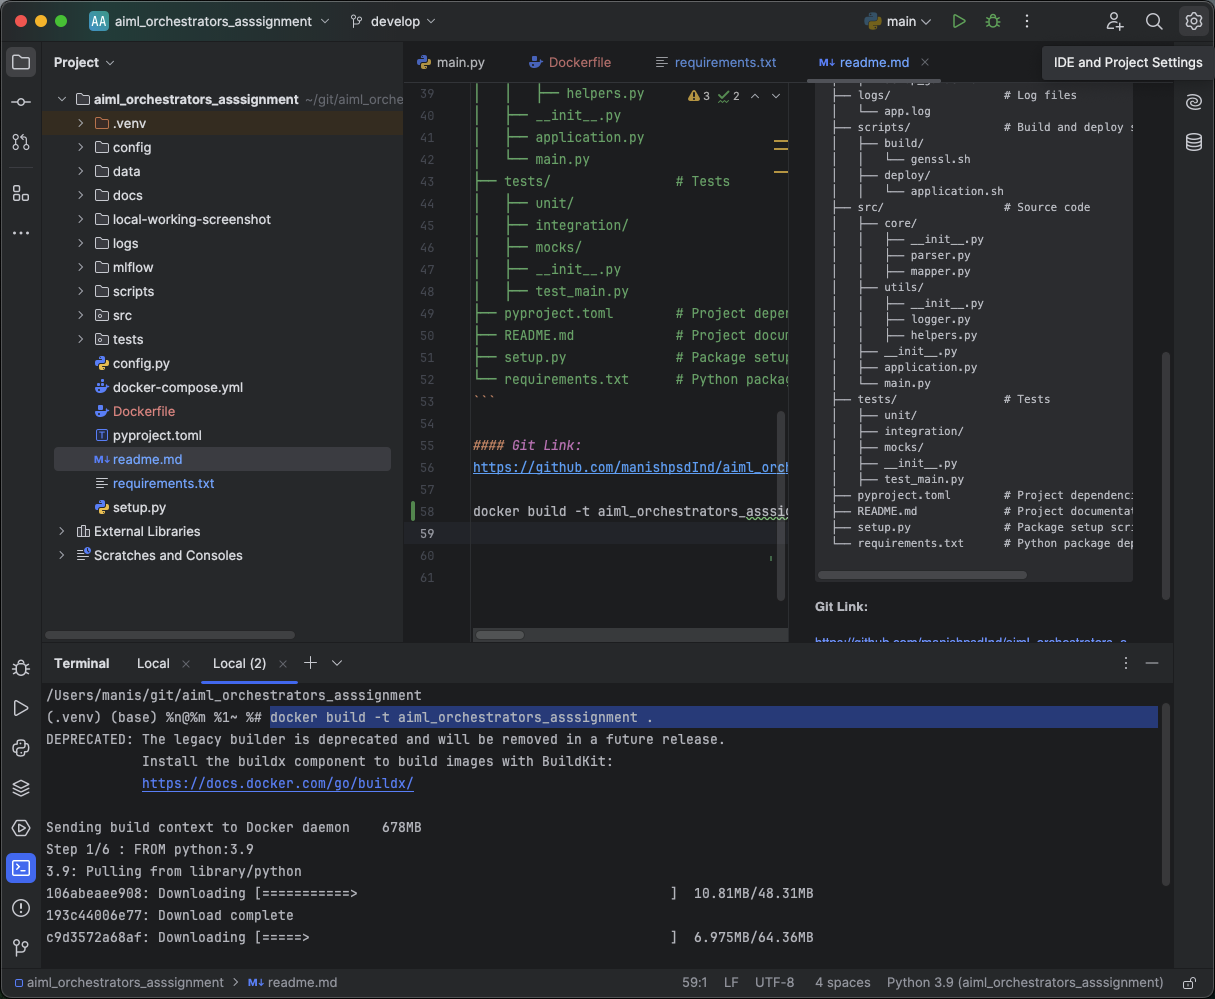 AA aiml_orchestrators_asssignment develop main
Project
main.py Dockerfile requirements.txt M↓ readme.md
IDE and Project Settings
aiml_orchestrators_asssignment ~/git/aiml_orche
.venv
config
data
docs
local-working-screenshot
logs
mlflow
scripts
src
tests
config.py
docker-compose.yml
Dockerfile
pyproject.toml
M↓ readme.md
requirements.txt
setup.py
External Libraries
Scratches and Consoles
3 2
39 │ │ ├── helpers.py
40 │ ├── __init__.py
41 │ ├── application.py
42 │ └── main.py
43 ├── tests/ # Tests
44 │ ├── unit/
45 │ ├── integration/
46 │ ├── mocks/
47 │ ├── __init__.py
48 │ ├── test_main.py
49 ├── pyproject.toml # Project depen
50 ├── README.md # Project docum
51 ├── setup.py # Package setup
52 └── requirements.txt # Python packag
53 ```
54
55 #### Git Link:
56 https://github.com/manishpsdInd/aiml_orch
57
58 docker build -t aiml_orchestrators_asssig
59
60
61
├── logs/ # Log files
│ └── app.log
├── scripts/ # Build and deploy s
│ ├── build/
│ │ └── genssl.sh
│ ├── deploy/
│ │ └── application.sh
├── src/ # Source code
│ ├── core/
│ │ ├── __init__.py
│ │ ├── parser.py
│ │ ├── mapper.py
│ ├── utils/
│ │ ├── __init__.py
│ │ ├── logger.py
│ │ ├── helpers.py
│ ├── __init__.py
│ ├── application.py
│ └── main.py
├── tests/ # Tests
│ ├── unit/
│ ├── integration/
│ ├── mocks/
│ ├── __init__.py
│ ├── test_main.py
├── pyproject.toml # Project dependenci
├── README.md # Project documentat
├── setup.py # Package setup scri
└── requirements.txt # Python package dep
Git Link:
https://github.com/manishpsdInd/aiml_orchestrators_a
Terminal Local Local (2)
/Users/manis/git/aiml_orchestrators_asssignment
(.venv) (base) %n@%m %1~ %# docker build -t aiml_orchestrators_asssignment .
DEPRECATED: The legacy builder is deprecated and will be removed in a future release.
Install the buildx component to build images with BuildKit:
https://docs.docker.com/go/buildx/
Sending build context to Docker daemon 678MB
Step 1/6 : FROM python:3.9
3.9: Pulling from library/python
106abeaee908: Downloading [===========> ] 10.81MB/48.31MB
193c44006e77: Download complete
c9d3572a68af: Downloading [=====> ] 6.975MB/64.36MB
aiml_orchestrators_asssignment > M↓ readme.md 59:1 LF UTF-8 4 spaces Python 3.9 (aiml_orchestrators_asssignment)